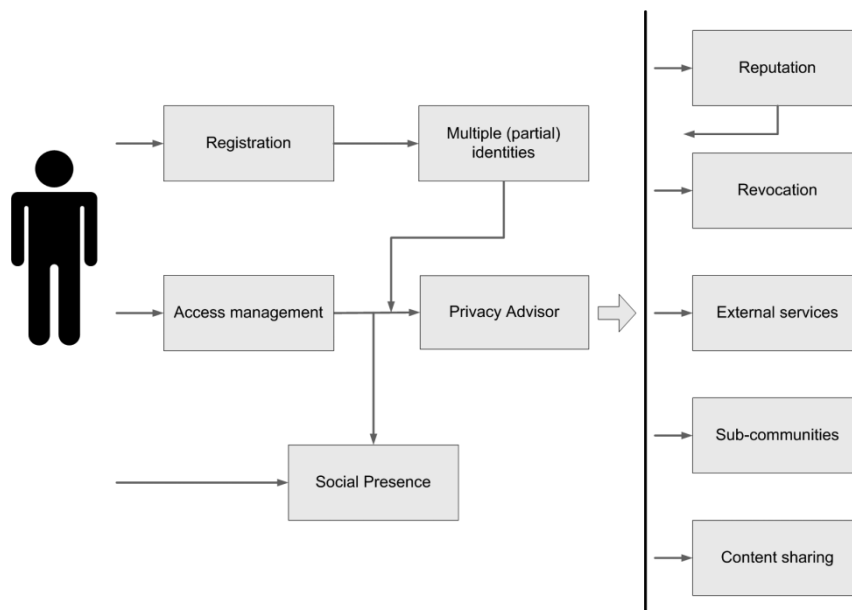 Reputation
Registration
Multiple (partial)
identities
Revocation
Access management
Privacy Advisor
External services
Sub-communities
Social Presence
Content sharing